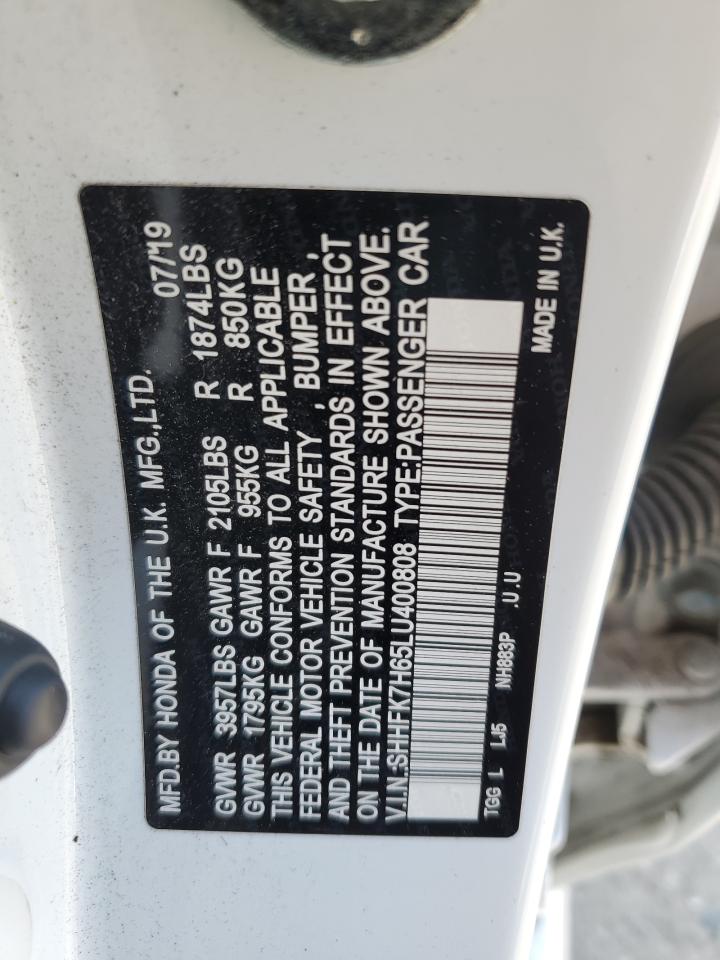 MFD.BY HONDA OF THE U.K. MFG.,LTD. 07/19
GVWR 3957LBS GAWR F 2105LBS R 1874LBS
GVWR 1795KG GAWR F 955KG R 850KG
THIS VEHICLE CONFORMS TO ALL APPLICABLE
FEDERAL MOTOR VEHICLE SAFETY , BUMPER ,
AND THEFT PREVENTION STANDARDS IN EFFECT
ON THE DATE OF MANUFACTURE SHOWN ABOVE.
V.I.N.:SHHFK7H65LU400808 TYPE:PASSENGER CAR
TGG L LJ5 NH883P .U.U
MADE IN U.K.